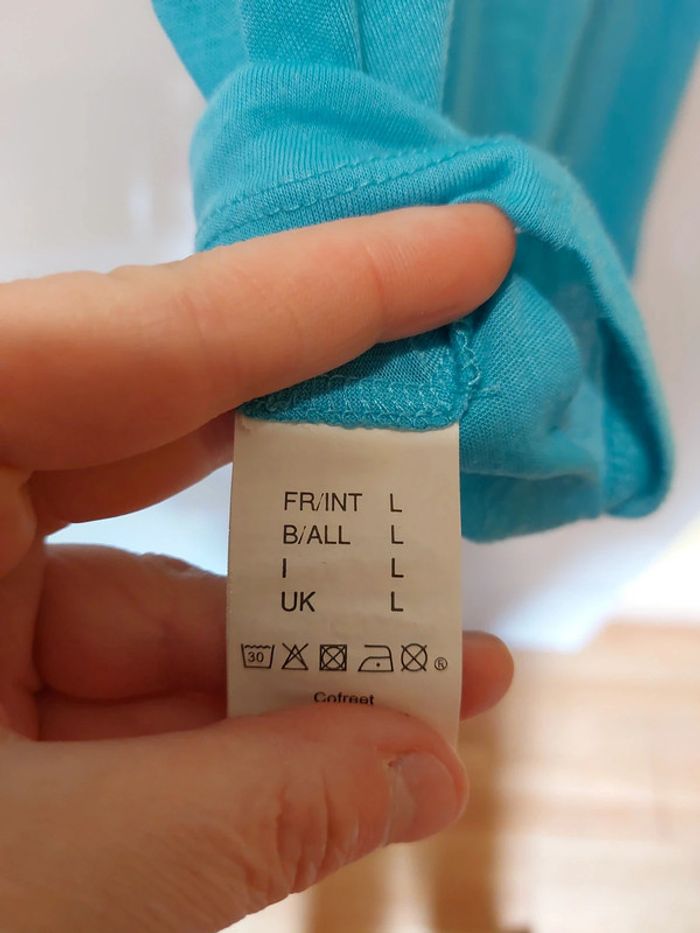 FR/INT L
B/ALL L
I L
UK L
30 ®
Cofreet